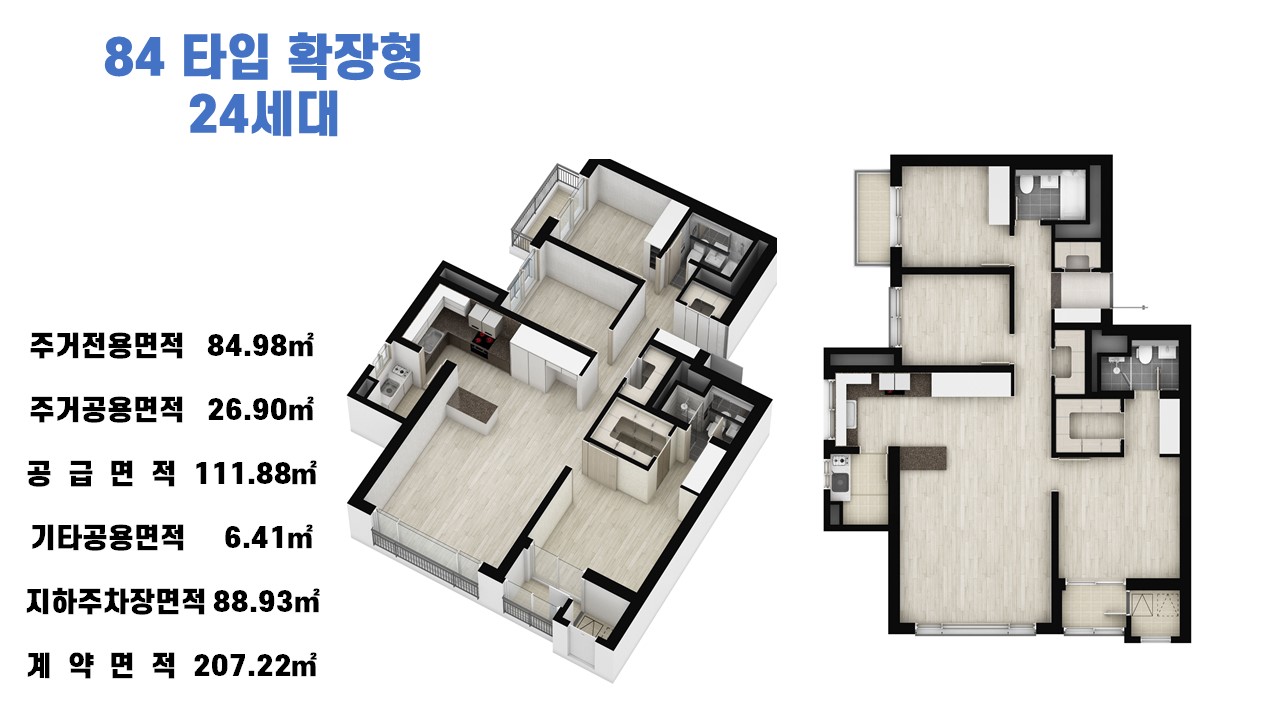 84 타입 확장형
24세대
주거전용면적 84.98㎡
주거공용면적 26.90㎡
공 급 면 적 111.88㎡
기타공용면적 6.41㎡
지하주차장면적 88.93㎡
계 약 면 적 207.22㎡